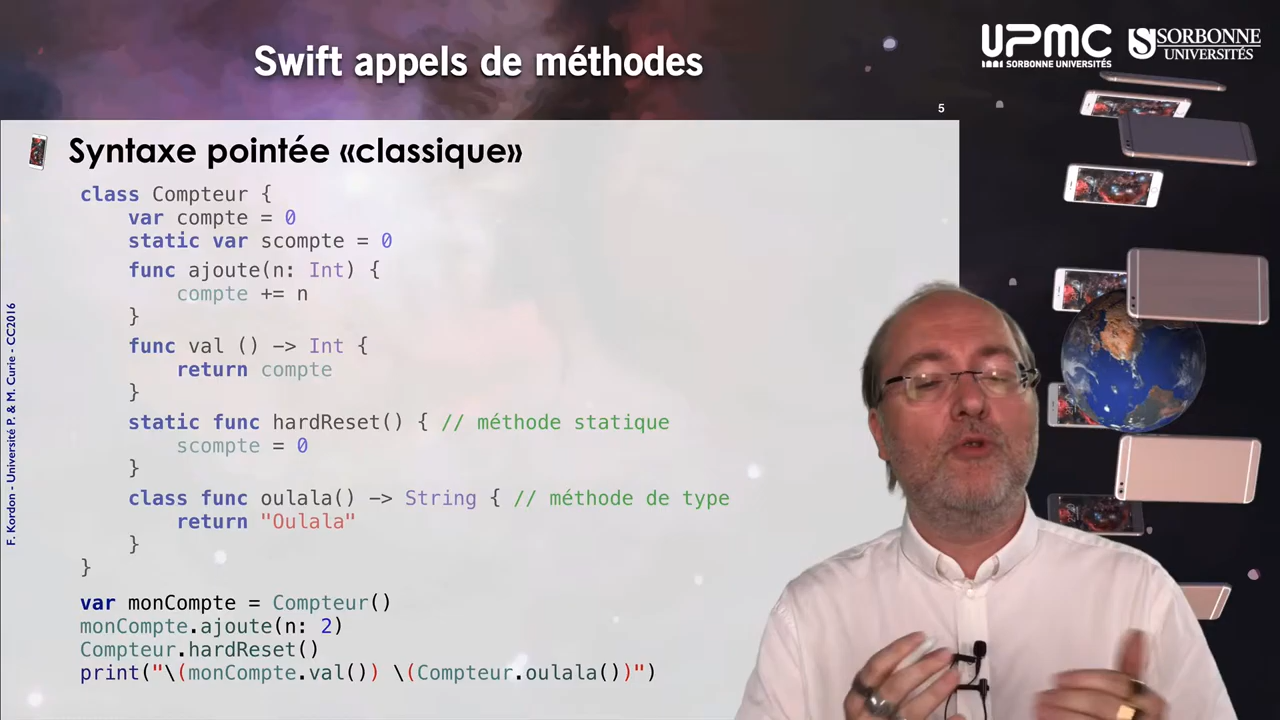 Swift appels de méthodes
UPMC
SORBONNE UNIVERSITÉS
S SORBONNE
UNIVERSITÉS
5
Syntaxe pointée «classique»
class Compteur {
    var compte = 0
    static var scompte = 0
    func ajoute(n: Int) {
        compte += n
    }
    func val () -> Int {
        return compte
    }
    static func hardReset() { // méthode statique
        scompte = 0
    }
    class func oulala() -> String { // méthode de type
        return "Oulala"
    }
}
var monCompte = Compteur()
monCompte.ajoute(n: 2)
Compteur.hardReset()
print("\(monCompte.val()) \(Compteur.oulala())")
F. Kordon - Université P. & M. Curie - CC2016